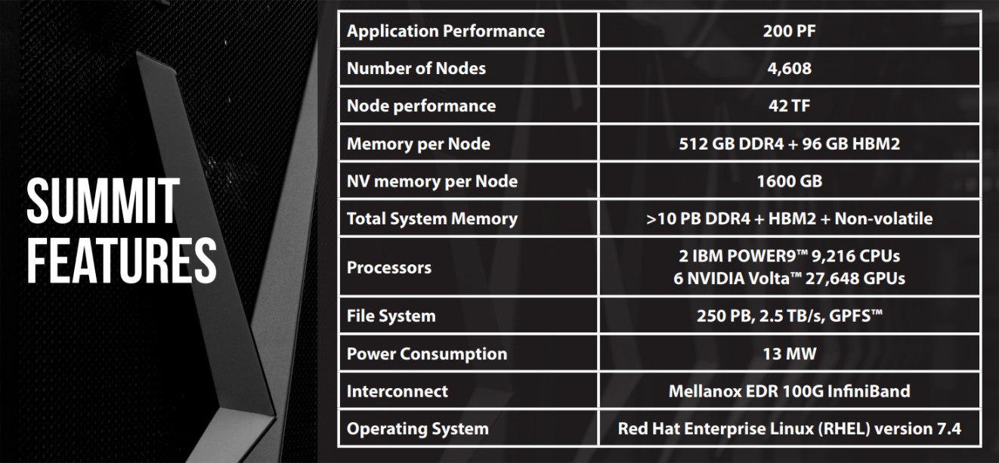 SUMMIT
FEATURES
Application Performance 200 PF
Number of Nodes 4,608
Node performance 42 TF
Memory per Node 512 GB DDR4 + 96 GB HBM2
NV memory per Node 1600 GB
Total System Memory >10 PB DDR4 + HBM2 + Non-volatile
Processors 2 IBM POWER9™ 9,216 CPUs
6 NVIDIA Volta™ 27,648 GPUs
File System 250 PB, 2.5 TB/s, GPFS™
Power Consumption 13 MW
Interconnect Mellanox EDR 100G InfiniBand
Operating System Red Hat Enterprise Linux (RHEL) version 7.4